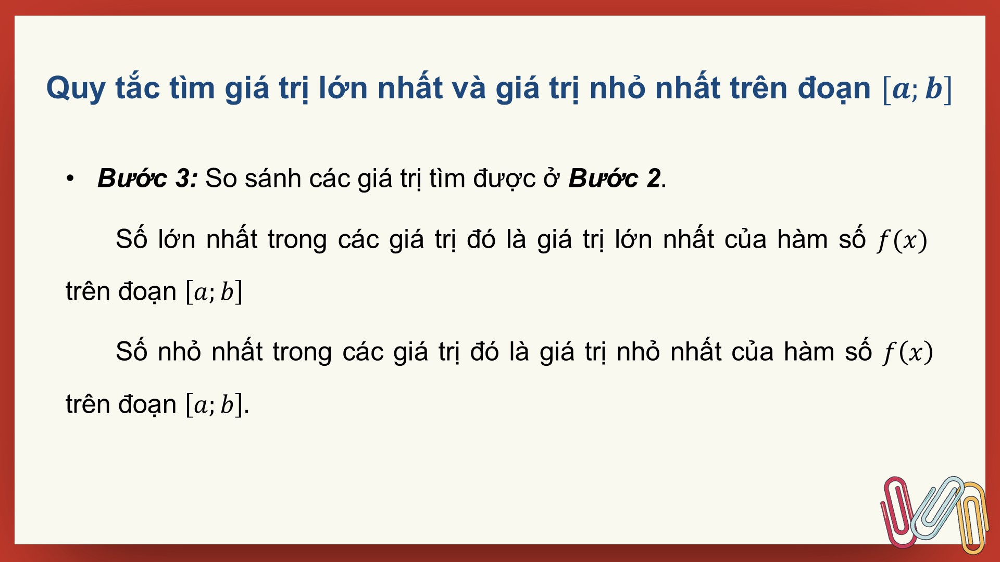 Quy tắc tìm giá trị lớn nhất và giá trị nhỏ nhất trên đoạn [a; b]
• Bước 3: So sánh các giá trị tìm được ở Bước 2.
Số lớn nhất trong các giá trị đó là giá trị lớn nhất của hàm số f(x)
trên đoạn [a; b]
Số nhỏ nhất trong các giá trị đó là giá trị nhỏ nhất của hàm số f(x)
trên đoạn [a; b].